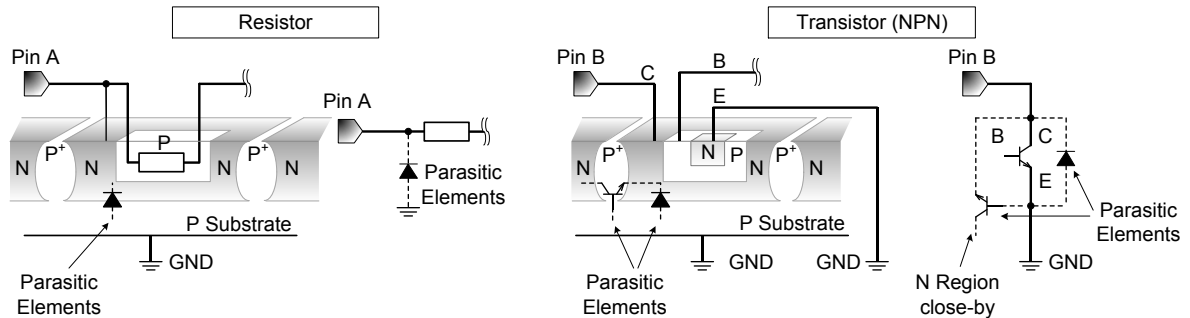 Resistor
Transistor (NPN)
Pin A
Pin A
P
N
P+
N
P+
N
N
Parasitic
Elements
P Substrate
GND
Parasitic
Elements
Pin B
C
B
E
N
P+
N
N
P
P+
N
N
P Substrate
GND
GND
Parasitic
Elements
Pin B
B
C
E
Parasitic
Elements
GND
N Region
close-by